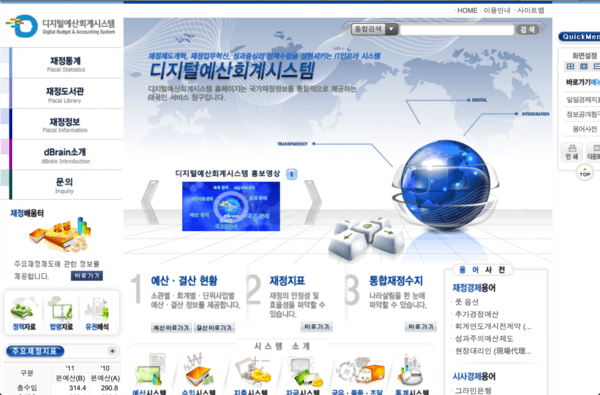 HOME · 이용안내 · 사이트맵
디지털예산회계시스템
Digital Budget & Accounting System
통합검색
검색
재정통계
Fiscal Statistics
재정도서관
Fiscal Library
재정정보
Fiscal Information
dBrain소개
dBrain Introduction
문의
Inquiry
재정배움터
주요재정제도에 관한 정보를
제공합니다.
바로가기
정책자료
법령자료
유권해석
주요재정지표
구분
'11
본예산(B)
'10
본예산(A)
총수입
314.4
290.8
재정제도개혁, 재정업무혁신, 성과중심의 정책수립을 실현시키는 IT인프라 시스템
디지털예산회계시스템
디지털예산회계시스템 홈페이지는 국가재정정보를 통합적으로 제공하는
대국민 서비스 창구입니다.
DIGITAL
INTEGRATION
TRANSPARENCY
디지털예산회계시스템 홍보영상
1
dBrain
1
예산 · 결산 현황
소관별 · 회계별 · 단위사업별
예산 · 결산 정보를 제공합니다.
예산 바로가기
결산 바로가기
2
재정지표
재정의 안정성 및
효율성을 파악할 수
있습니다.
바로가기
3
통합재정수지
나라살림을 한 눈에
파악할 수 있습니다.
바로가기
시스템 소개
예산시스템
수입시스템
지출시스템
자금시스템
국유·물품·조달
QuickMenu
화면설정
바로가기메뉴
일일경제지표
정보공개청구
용어사전
인쇄
TOP
용어 사전
재정경제용어
· 풋 옵션
· 추가경정예산
· 회계연도개시전계약 (...
· 성과주의예산제도
· 현장대리인 (現場代理...
시사경제용어
· 그라민은행